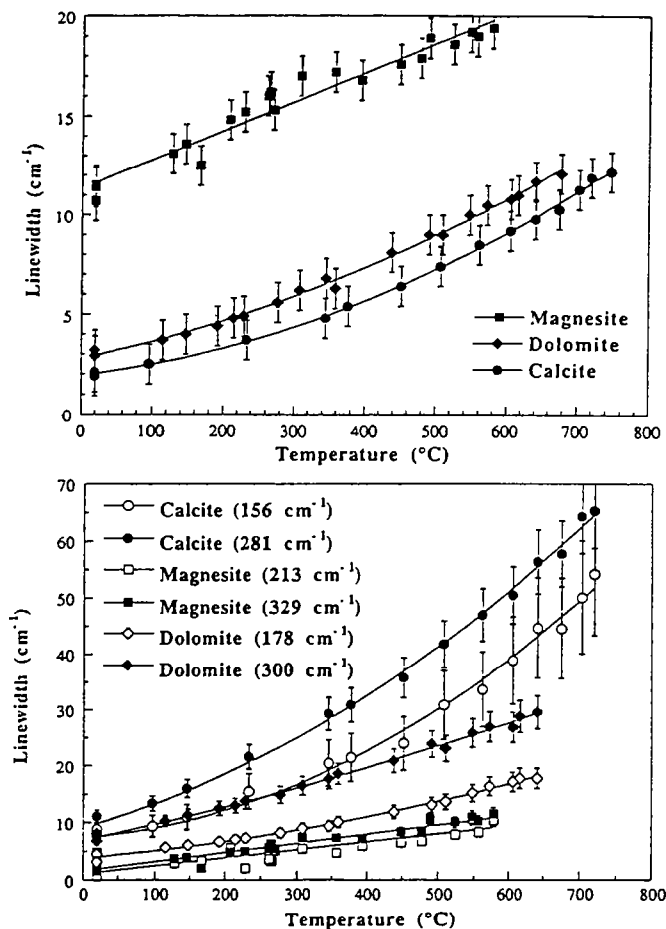 20
15
10
5
0
Linewidth (cm⁻¹)
Magnesite
Dolomite
Calcite
0 100 200 300 400 500 600 700 800
Temperature (°C)
70
60
50
40
30
20
10
0
Linewidth (cm⁻¹)
Calcite (156 cm⁻¹)
Calcite (281 cm⁻¹)
Magnesite (213 cm⁻¹)
Magnesite (329 cm⁻¹)
Dolomite (178 cm⁻¹)
Dolomite (300 cm⁻¹)
0 100 200 300 400 500 600 700 800
Temperature (°C)